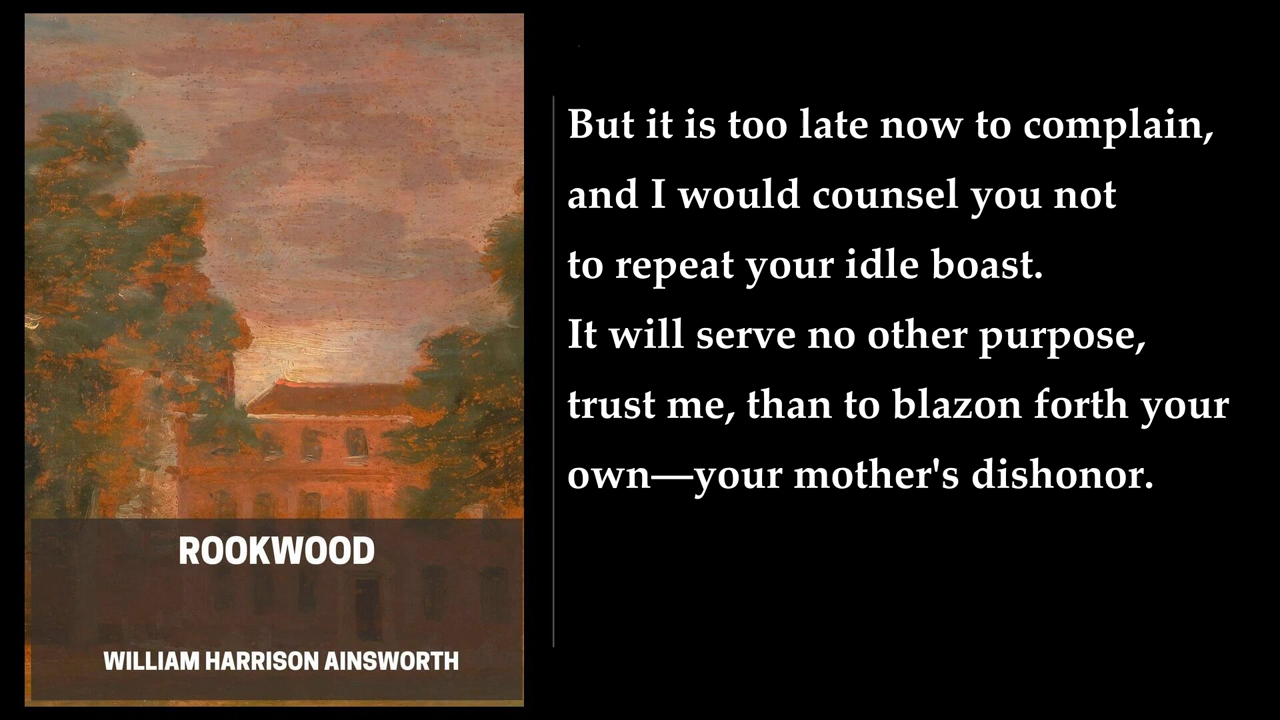 ROOKWOOD
WILLIAM HARRISON AINSWORTH
But it is too late now to complain,
and I would counsel you not
to repeat your idle boast.
It will serve no other purpose,
trust me, than to blazon forth your
own—your mother's dishonor.